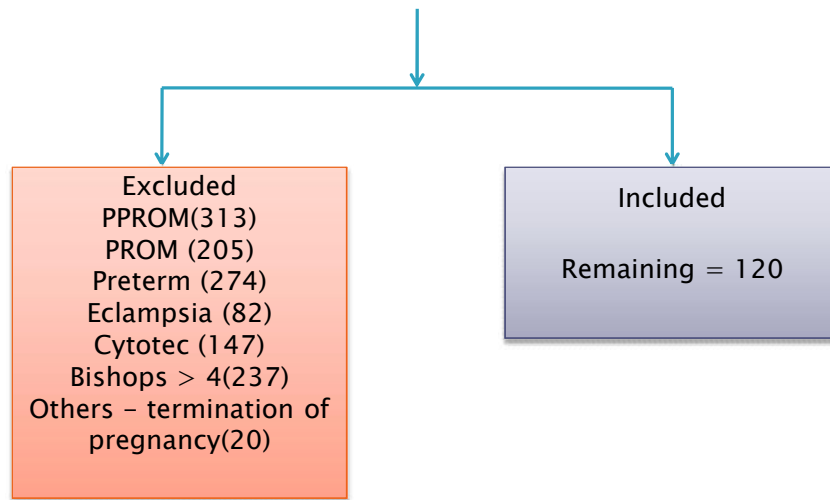 Excluded
PPROM(313)
PROM (205)
Preterm (274)
Eclampsia (82)
Cytotec (147)
Bishops > 4(237)
Others – termination of
pregnancy(20)
Included
Remaining = 120